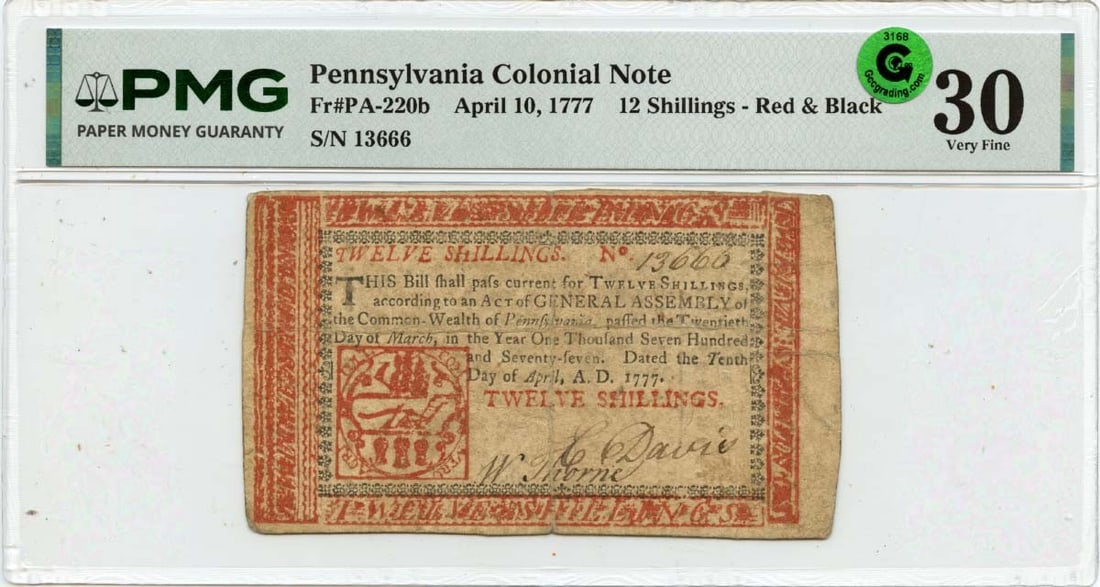 PMG
PAPER MONEY GUARANTY
Pennsylvania Colonial Note
Fr#PA-220b April 10, 1777 12 Shillings - Red & Black
S/N 13666
3168
G
Gccgrading.com
30
Very Fine
TWELVE SHILLINGS. Nº. 13666
THIS Bill ſhall paſs current for TWELVE SHILLINGS,
according to an ACT of GENERAL ASSEMBLY of
the Common-Wealth of Pennſylvania, paſſed the Twentieth
Day of March, in the Year One Thouſand Seven Hundred
and Seventy-ſeven. Dated the Tenth
Day of April, A. D. 1777.
TWELVE SHILLINGS.
C Davis
W Thorne